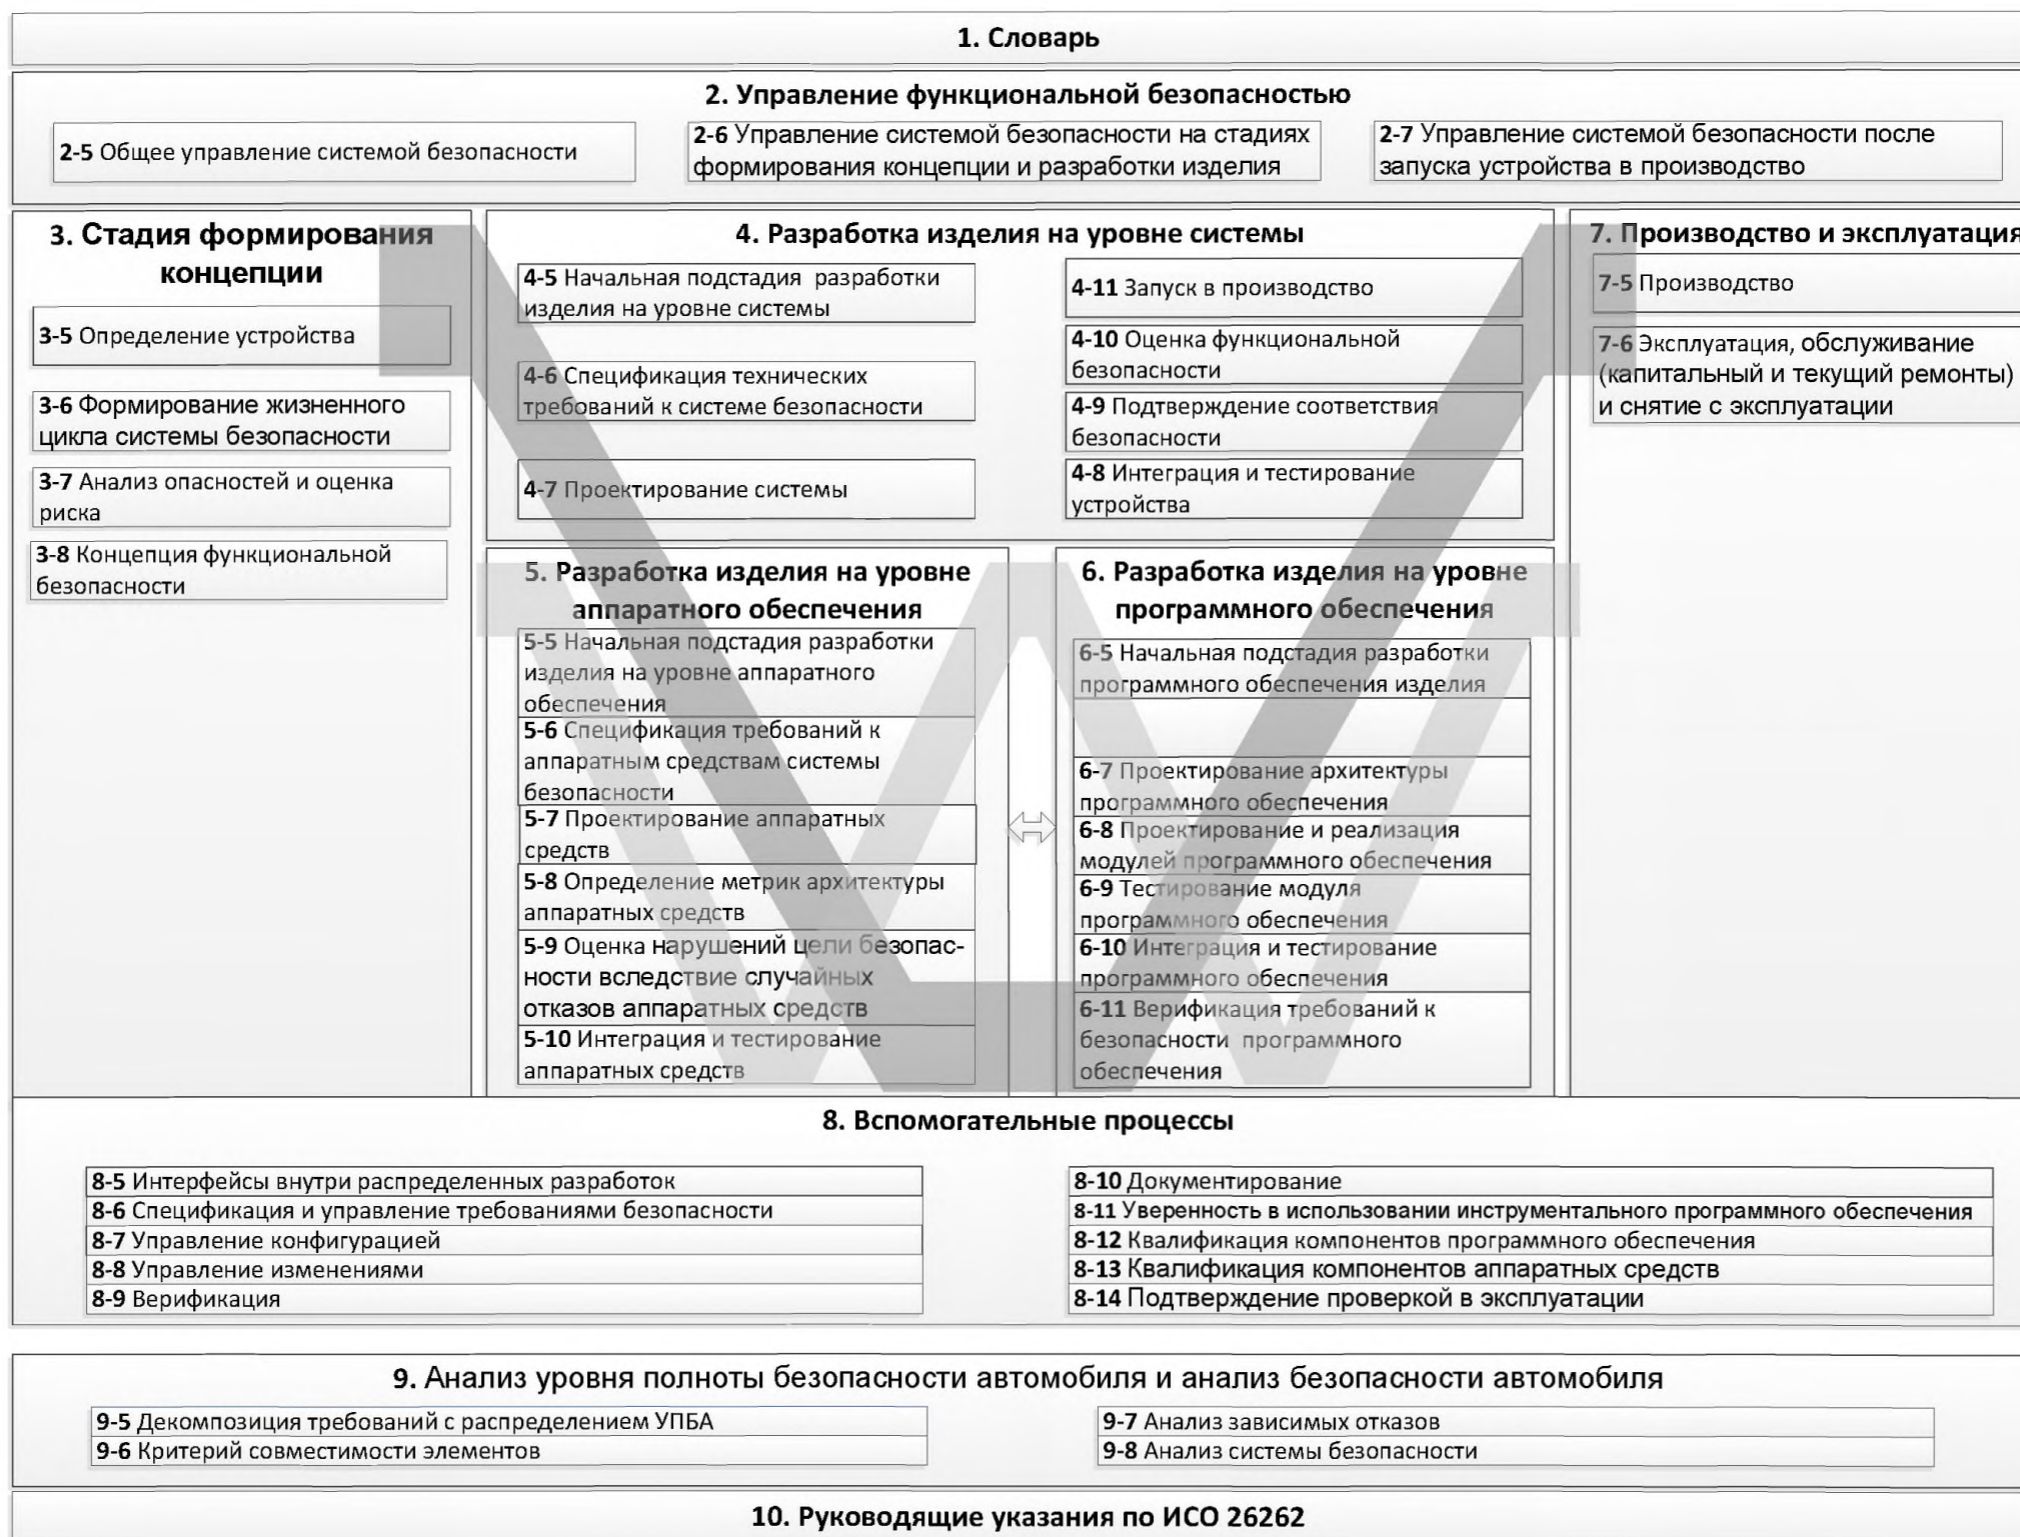 1. Словарь
2. Управление функциональной безопасностью
2-5 Общее управление системой безопасности
2-6 Управление системой безопасности на стадиях
формирования концепции и разработки изделия
2-7 Управление системой безопасности после
запуска устройства в производство
3. Стадия формирования
концепции
3-5 Определение устройства
3-6 Формирование жизненного
цикла системы безопасности
3-7 Анализ опасностей и оценка
риска
3-8 Концепция функциональной
безопасности
4. Разработка изделия на уровне системы
4-5 Начальная подстадия разработки
изделия на уровне системы
4-6 Спецификация технических
требований к системе безопасности
4-7 Проектирование системы
4-11 Запуск в производство
4-10 Оценка функциональной
безопасности
4-9 Подтверждение соответствия
безопасности
4-8 Интеграция и тестирование
устройства
7. Производство и эксплуатация
7-5 Производство
7-6 Эксплуатация, обслуживание
(капитальный и текущий ремонты)
и снятие с эксплуатации
5. Разработка изделия на уровне
аппаратного обеспечения
5-5 Начальная подстадия разработки
изделия на уровне аппаратного
обеспечения
5-6 Спецификация требований к
аппаратным средствам системы
безопасности
5-7 Проектирование аппаратных
средств
5-8 Определение метрик архитектуры
аппаратных средств
5-9 Оценка нарушений цели безопас-
ности вследствие случайных
отказов аппаратных средств
5-10 Интеграция и тестирование
аппаратных средств
6. Разработка изделия на уровне
программного обеспечения
6-5 Начальная подстадия разработки
программного обеспечения изделия
6-7 Проектирование архитектуры
программного обеспечения
6-8 Проектирование и реализация
модулей программного обеспечения
6-9 Тестирование модуля
программного обеспечения
6-10 Интеграция и тестирование
программного обеспечения
6-11 Верификация требований к
безопасности программного
обеспечения
8. Вспомогательные процессы
8-5 Интерфейсы внутри распределенных разработок
8-6 Спецификация и управление требованиями безопасности
8-7 Управление конфигурацией
8-8 Управление изменениями
8-9 Верификация
8-10 Документирование
8-11 Уверенность в использовании инструментального программного обеспечения
8-12 Квалификация компонентов программного обеспечения
8-13 Квалификация компонентов аппаратных средств
8-14 Подтверждение проверкой в эксплуатации
9. Анализ уровня полноты безопасности автомобиля и анализ безопасности автомобиля
9-5 Декомпозиция требований с распределением УПБА
9-6 Критерий совместимости элементов
9-7 Анализ зависимых отказов
9-8 Анализ системы безопасности
10. Руководящие указания по ИСО 26262